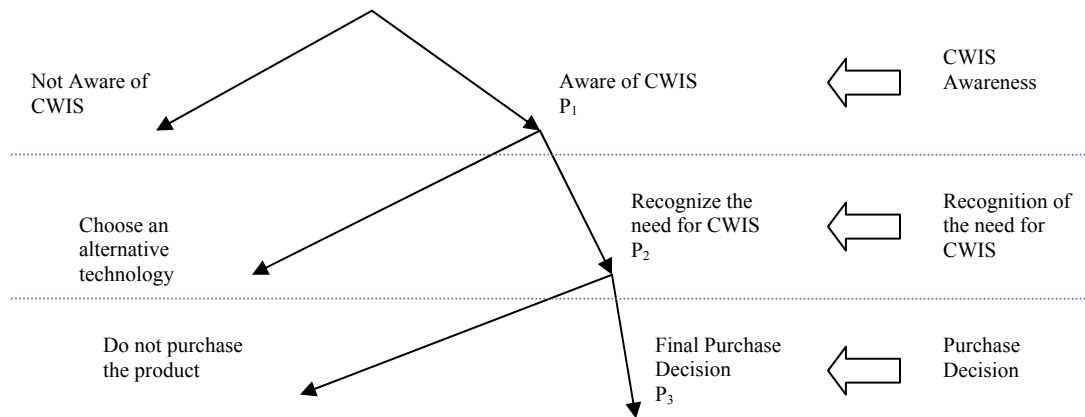 Not Aware of
CWIS
Aware of CWIS
P1
CWIS
Awareness
Choose an
alternative
technology
Recognize the
need for CWIS
P2
Recognition of
the need for
CWIS
Do not purchase
the product
Final Purchase
Decision
P3
Purchase
Decision